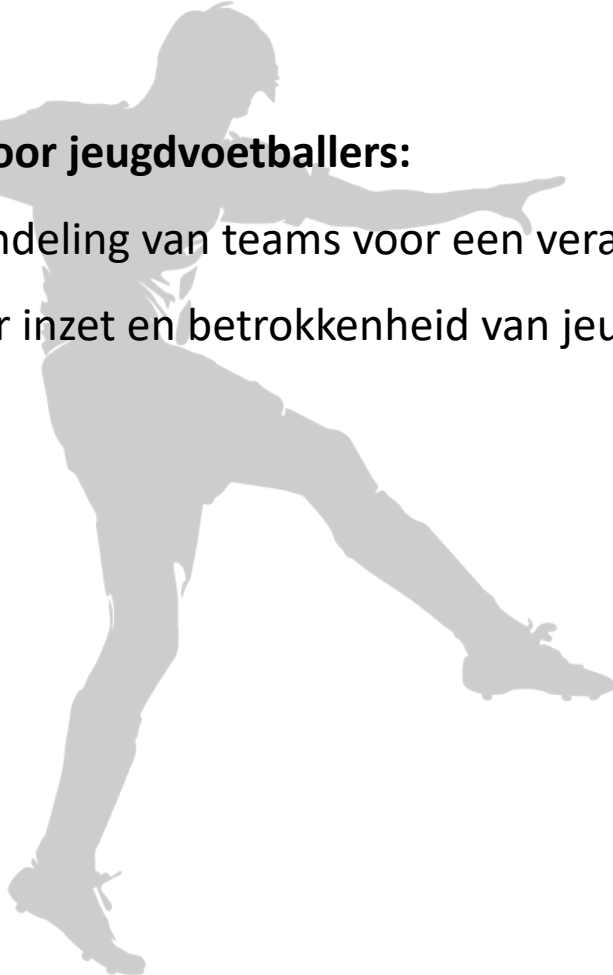 oor jeugdvoetballers:
ndeling van teams voor een vera
r inzet en betrokkenheid van jeu